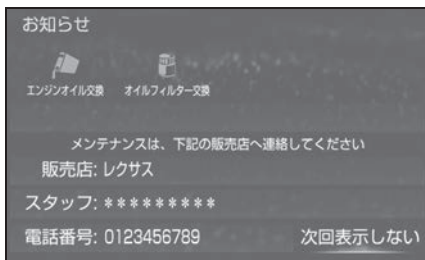 お知らせ
エンジンオイル交換 オイルフィルター交換
メンテナンスは、下記の販売店へ連絡してください
販売店: レクサス
スタッフ: *********
電話番号: 0123456789 次回表示しない